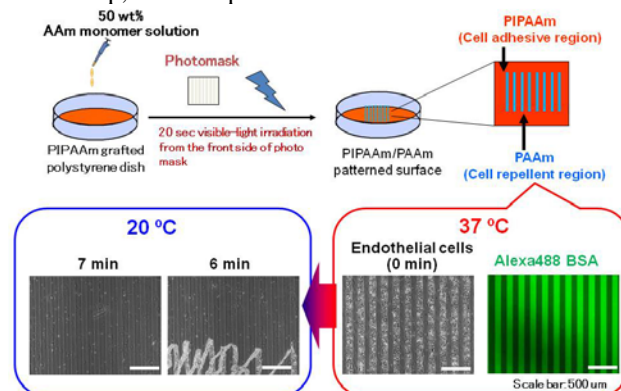 50 wt%
AAm monomer solution
Photomask
PIPAAm
(Cell adhesive region)
20 sec visible-light irradiation
from the front side of photo
mask
PIPAAm grafted
polystyrene dish
PIPAAm/PAAm
patterned surface
PAAm
(Cell repellent region)
20 ºC
7 min
6 min
37 ºC
Endothelial cells
(0 min)
Alexa488 BSA
Scale bar: 500 um